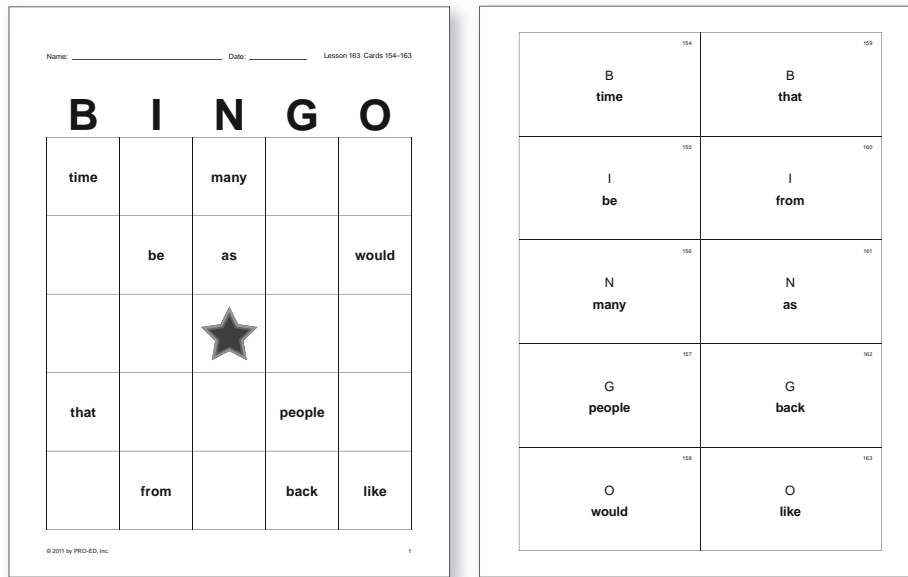 Name: Date: Lesson 163 Cards 154–163
B I N G O
time many
be as would
that people
from back like
© 2011 by PRO-ED, Inc. 1
154
B
time
159
B
that
155
I
be
160
I
from
156
N
many
161
N
as
157
G
people
162
G
back
158
O
would
163
O
like